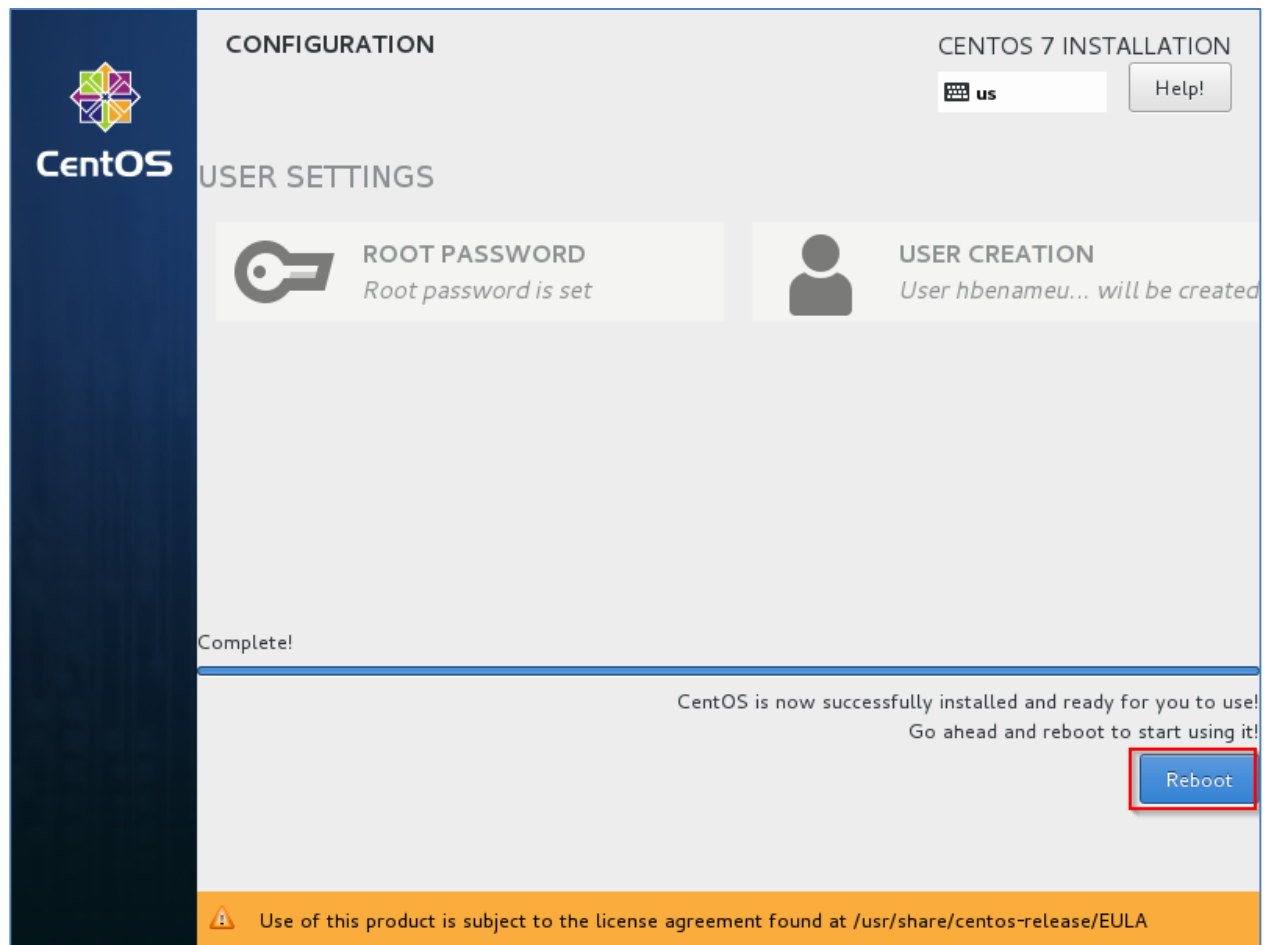 CONFIGURATION
CENTOS 7 INSTALLATION
us
Help!
CentOS
USER SETTINGS
ROOT PASSWORD
Root password is set
USER CREATION
User hbenameu... will be created
Complete!
CentOS is now successfully installed and ready for you to use!
Go ahead and reboot to start using it!
Reboot
Use of this product is subject to the license agreement found at /usr/share/centos-release/EULA